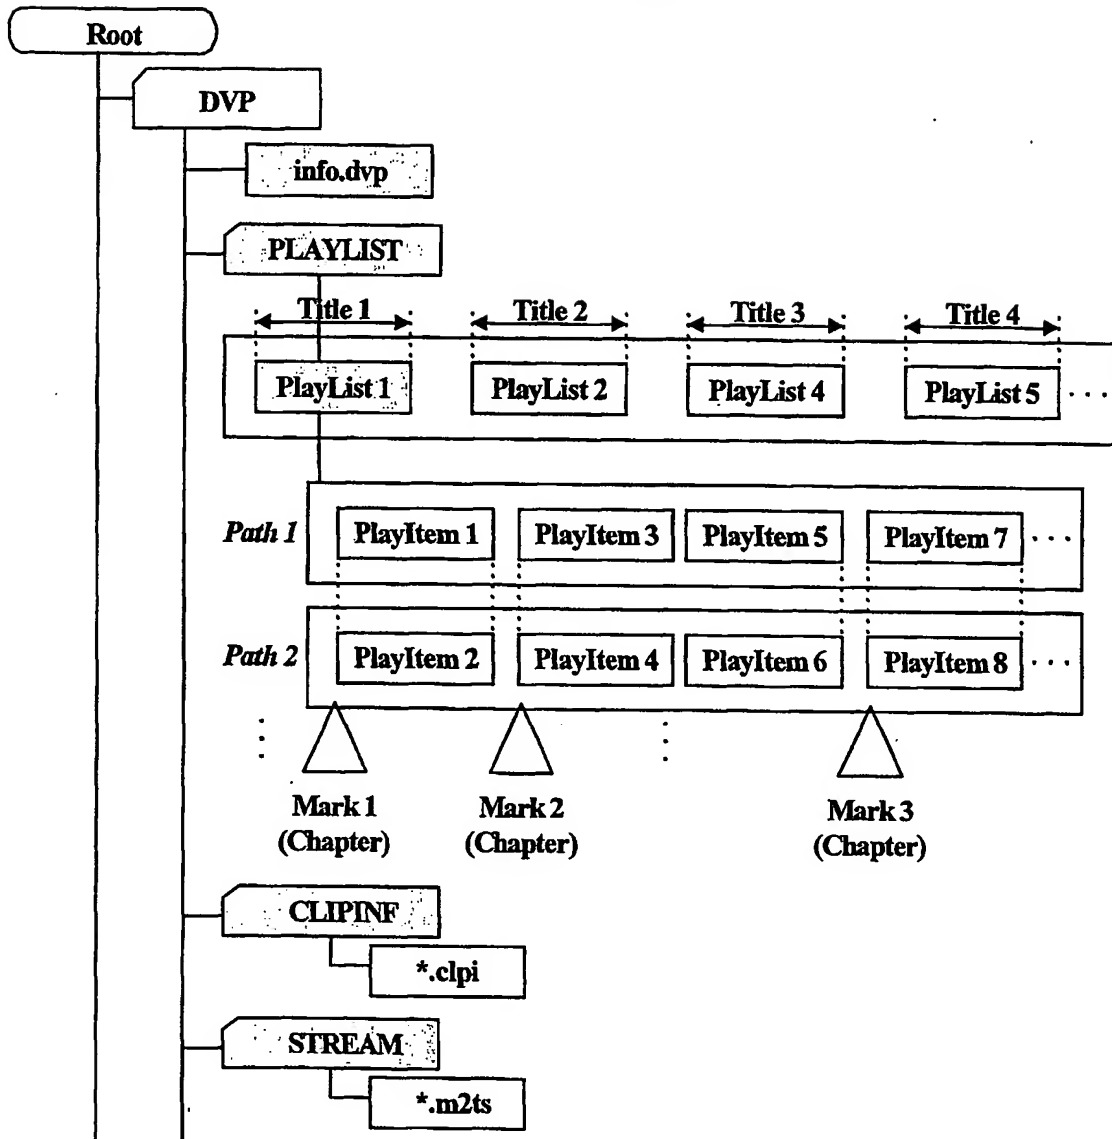 Root
DVP
info.dvp
PLAYLIST
Title 1
Title 2
Title 3
Title 4
PlayList 1
PlayList 2
PlayList 4
PlayList 5 ...
Path 1
PlayItem 1
PlayItem 3
PlayItem 5
PlayItem 7 ...
Path 2
PlayItem 2
PlayItem 4
PlayItem 6
PlayItem 8 ...
Mark 1
(Chapter)
Mark 2
(Chapter)
Mark 3
(Chapter)
CLIPINF
*.clpi
STREAM
*.m2ts